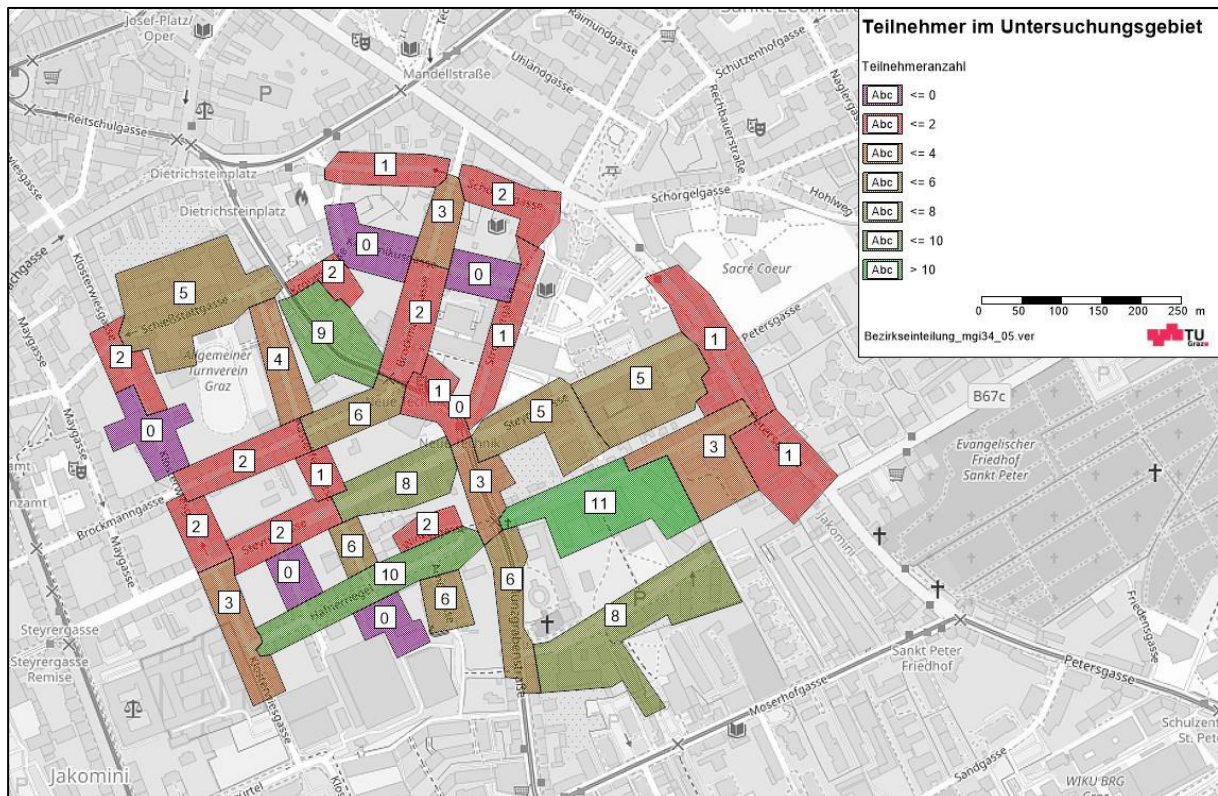 Teilnehmer im Untersuchungsgebiet
Teilnehmeranzahl
Abc <= 0
Abc <= 2
Abc <= 4
Abc <= 6
Abc <= 8
Abc <= 10
Abc > 10
0 50 100 150 200 250 m
Bezirkseinteilung_mgi34_05.ver
TU
Graz
Josef-Platz/
Oper
Raimundgasse
Uhlandgasse
Schützenhofgasse
Mandellstraße
Rechbauerstraße
Naglergasse
Reitschulgasse
Dietrichsteinplatz
Dietrichsteinplatz
Schörgelgasse
Hohlweg
Sacré Coeur
Petersgasse
Klosterwiesgasse
Maygasse
Schießstattgasse
Allgemeiner
Turnverein
Graz
1
2
3
0
0
2
5
9
2
1
1
4
2
1
0
5
5
6
0
2
1
8
3
3
1
11
2
2
2
6
0
10
6
6
3
0
8
Neue Technik
B67c
Evangelischer
Friedhof
Sankt Peter
Brockmanngasse
Maygasse
Hafnerriegel
Jakomini
Steyrergasse
Steyrergasse
Remise
Klosterwiesgasse
Sankt Peter
Friedhof
Friedensgasse
Petersgasse
Moserhofgasse
Sandgasse
WIKU BRG
Jakomini